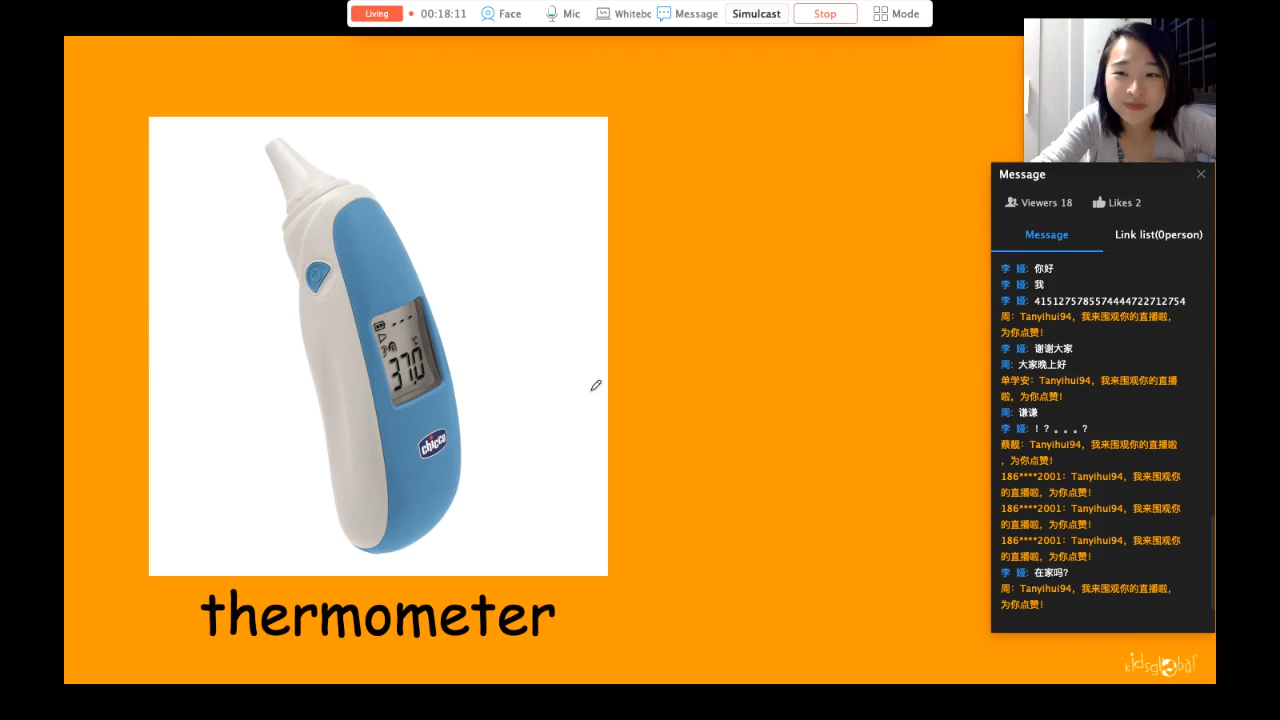 Living
00:18:11
Face
Mic
Whitebc
Message
Simulcast
Stop
Mode
37.0
°C
chicco
thermometer
Message
Viewers 18
Likes 2
Message
Link list(0person)
李 娅: 你好
李 娅: 我
李 娅: 4151275785574444722712754
周: Tanyihui94, 我来围观你的直播啦,
为你点赞!
李 娅: 谢谢大家
周: 大家晚上好
单学安: Tanyihui94, 我来围观你的直播
啦, 为你点赞!
周: 谦谦
李 娅: ! ? 。 。 。 ?
蔡靓: Tanyihui94, 我来围观你的直播啦
, 为你点赞!
186****2001: Tanyihui94, 我来围观你
的直播啦, 为你点赞!
186****2001: Tanyihui94, 我来围观你
的直播啦, 为你点赞!
186****2001: Tanyihui94, 我来围观你
的直播啦, 为你点赞!
李 娅: 在家吗?
周: Tanyihui94, 我来围观你的直播啦,
为你点赞!
kidsglobal